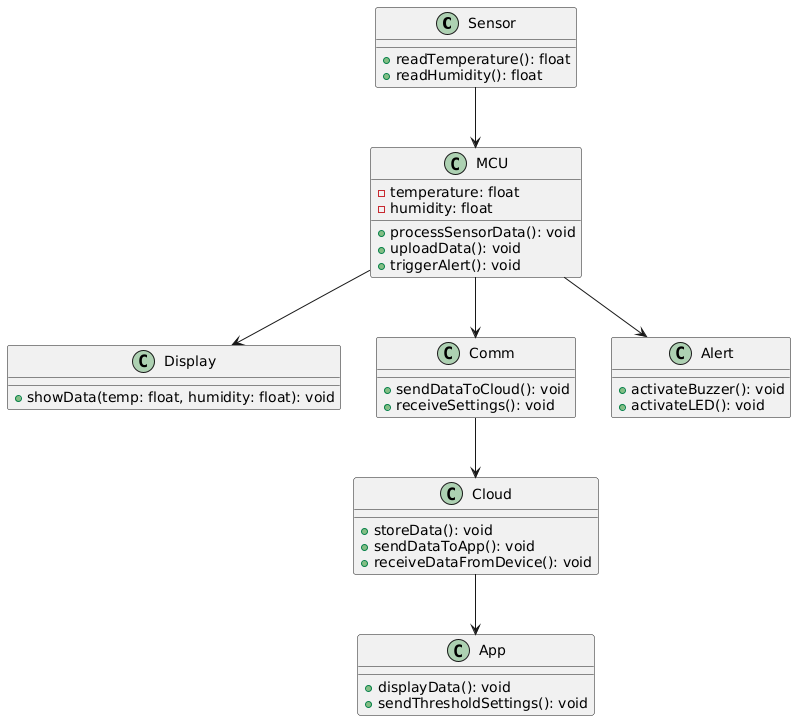 C Sensor
readTemperature(): float
readHumidity(): float
C MCU
temperature: float
humidity: float
processSensorData(): void
uploadData(): void
triggerAlert(): void
C Display
showData(temp: float, humidity: float): void
C Comm
sendDataToCloud(): void
receiveSettings(): void
C Alert
activateBuzzer(): void
activateLED(): void
C Cloud
storeData(): void
sendDataToApp(): void
receiveDataFromDevice(): void
C App
displayData(): void
sendThresholdSettings(): void